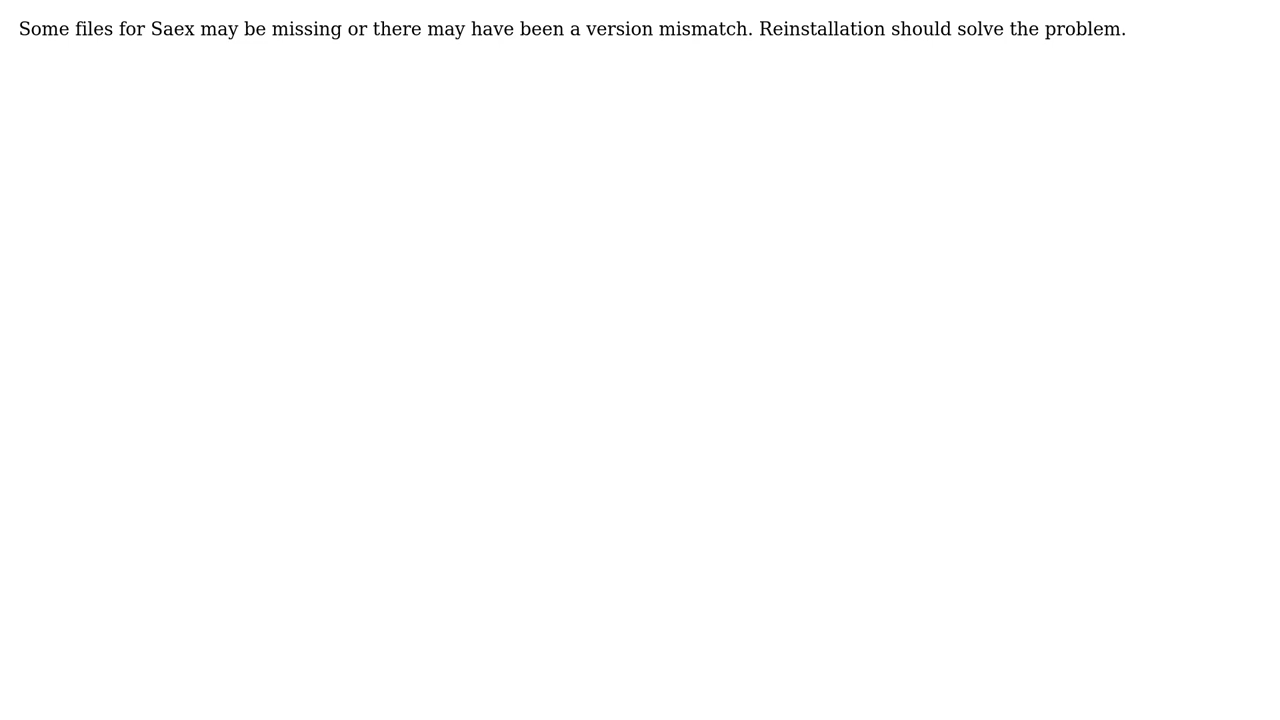 Some files for Saex may be missing or there may have been a version mismatch. Reinstallation should solve the problem.